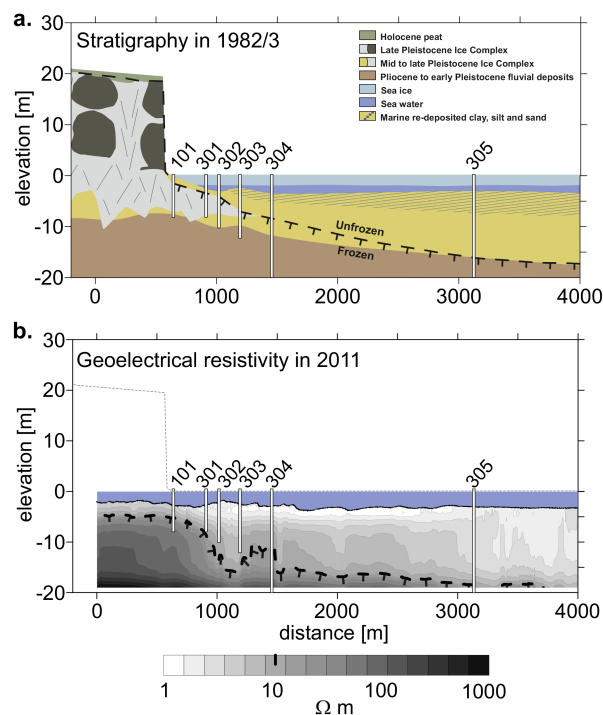 a.
Stratigraphy in 1982/3
Holocene peat
Late Pleistocene Ice Complex
Mid to late Pleistocene Ice Complex
Pliocene to early Pleistocene fluvial deposits
Sea ice
Sea water
Marine re-deposited clay, silt and sand
elevation [m]
30
20
10
0
-10
-20
101
301
302
303
304
305
Unfrozen
Frozen
0
1000
2000
3000
4000
b.
Geoelectrical resistivity in 2011
elevation [m]
30
20
10
0
-10
-20
101
301
302
303
304
305
0
1000
2000
3000
4000
distance [m]
1
10
100
1000
Ω m